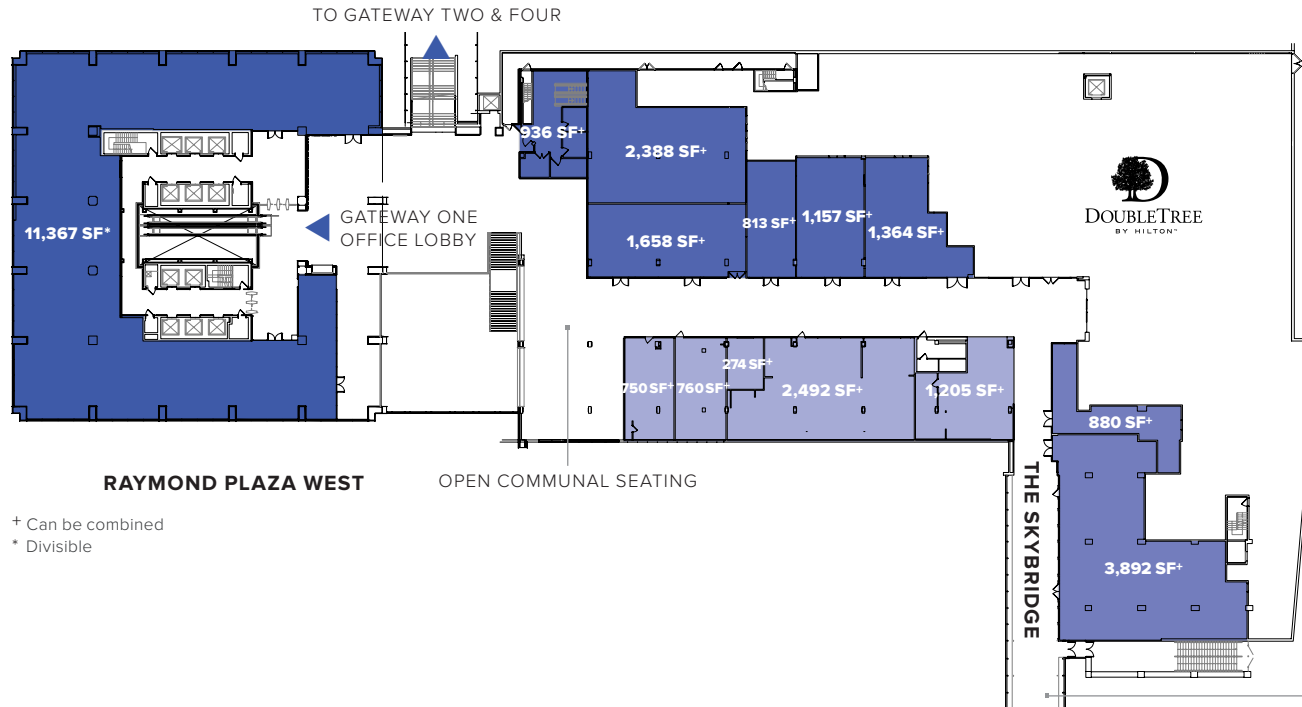 TO GATEWAY TWO & FOUR
936 SF+
2,388 SF+
813 SF+
1,157 SF+
1,364 SF+
1,658 SF+
11,367 SF*
GATEWAY ONE
OFFICE LOBBY
D
DOUBLETREE
BY HILTON™
750 SF+
760 SF+
274 SF+
2,492 SF+
1,205 SF+
880 SF+
3,892 SF+
RAYMOND PLAZA WEST
OPEN COMMUNAL SEATING
THE SKYBRIDGE
+ Can be combined
* Divisible